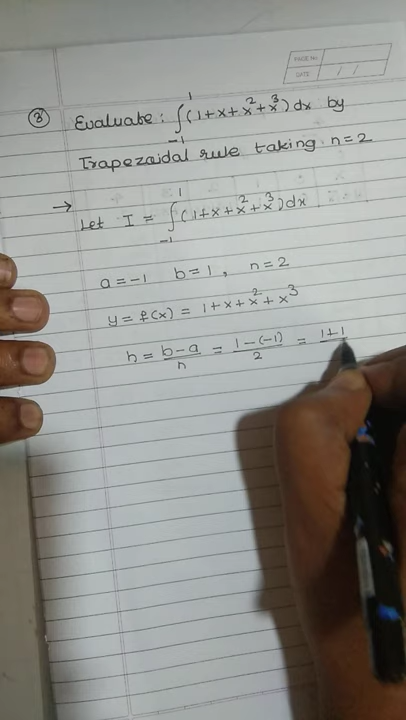 PAGE No.
DATE / /
③ Evaluate: ∫₋₁¹ (1+x+x²+x³) dx by
Trapezoidal rule taking n=2
→ Let I = ∫₋₁¹ (1+x+x²+x³) dx
a=-1 b=1, n=2
y = f(x) = 1+x+x²+x³
h = (b-a)/n = (1-(-1))/2 = (1+1)/